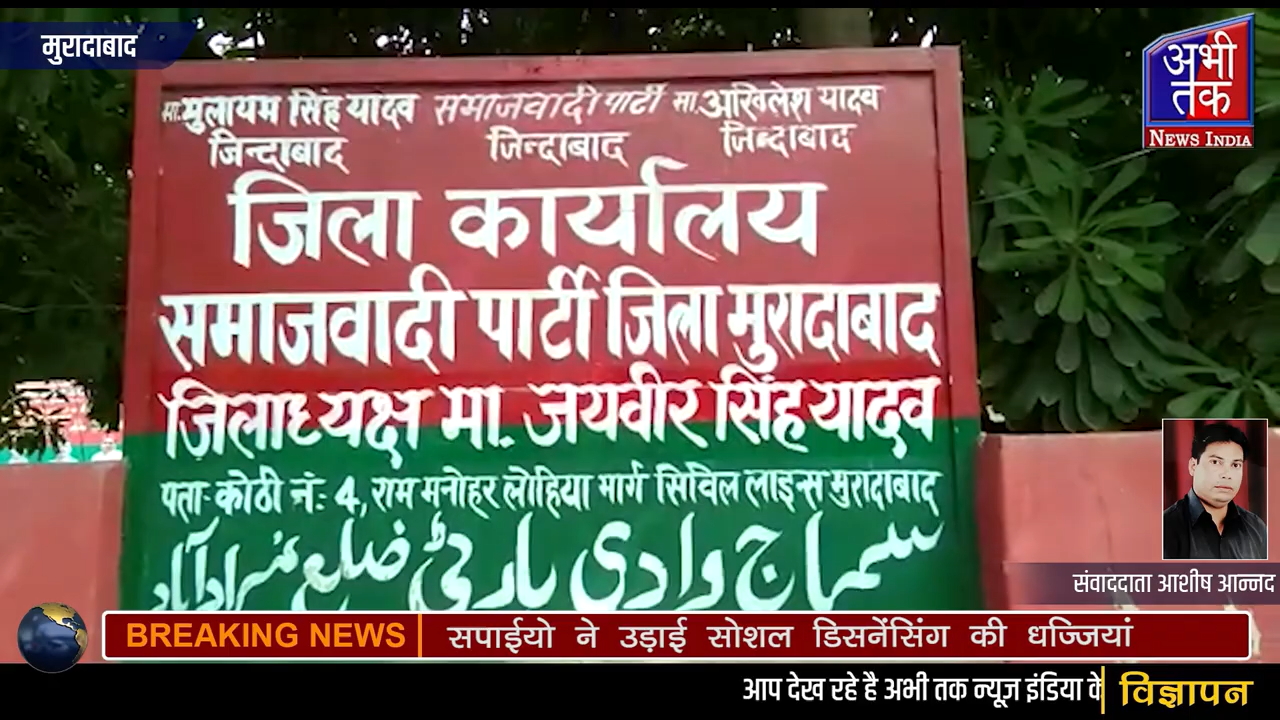 मुरादाबाद
अभी
तक
NEWS INDIA
मा. मुलायम सिंह यादव समाजवादी पार्टी मा. अखिलेश यादव
जिन्दाबाद जिन्दाबाद जिन्दाबाद
जिला कार्यालय
समाजवादी पार्टी जिला मुरादाबाद
जिलाध्यक्ष मा. जयवीर सिंह यादव
पता:- कोठी नं:- 4, राम मनोहर लोहिया मार्ग सिविल लाइन्स मुरादाबाद
سماج وادی پارٹی ضلع مرادآباد
संवाददाता आशीष आन्नद
BREAKING NEWS सपाईयो ने उड़ाई सोशल डिसनेंसिंग की धज्जियां
आप देख रहे है अभी तक न्यूज़ इंडिया के विज्ञापन